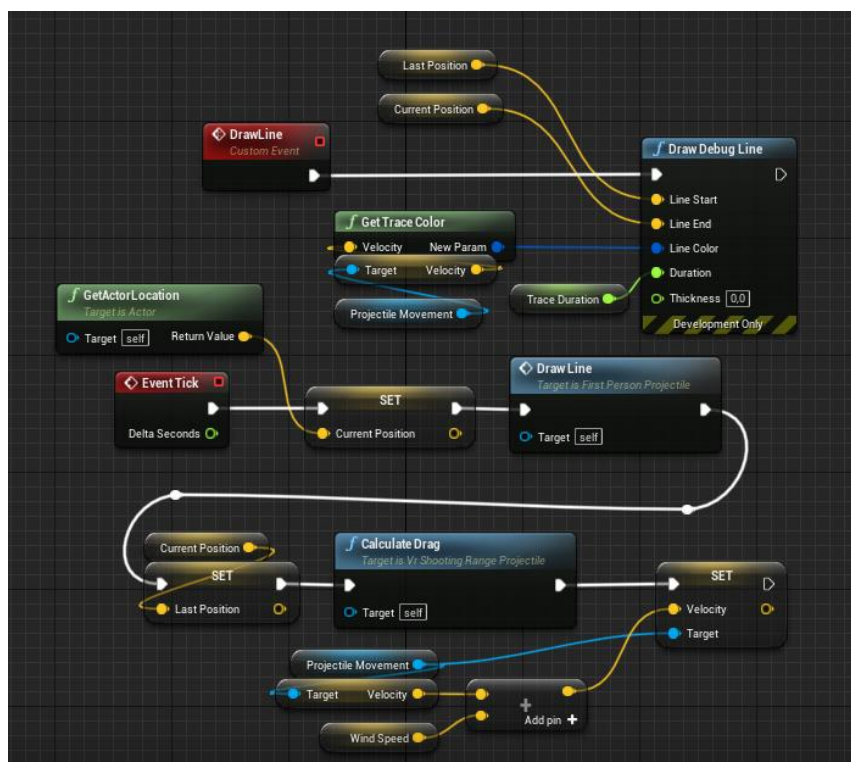 Last Position
Current Position
DrawLine
Custom Event
f Draw Debug Line
Line Start
Line End
Line Color
Duration
Thickness 0,0
Development Only
f Get Trace Color
Velocity New Param
Target Velocity
Projectile Movement
Trace Duration
f GetActorLocation
Target is Actor
Target self Return Value
Event Tick
Delta Seconds
SET
Current Position
Draw Line
Target is First Person Projectile
Target self
Current Position
SET
Last Position
f Calculate Drag
Target is Vr Shooting Range Projectile
Target self
SET
Velocity
Target
Projectile Movement
Target Velocity
Wind Speed
Add pin +